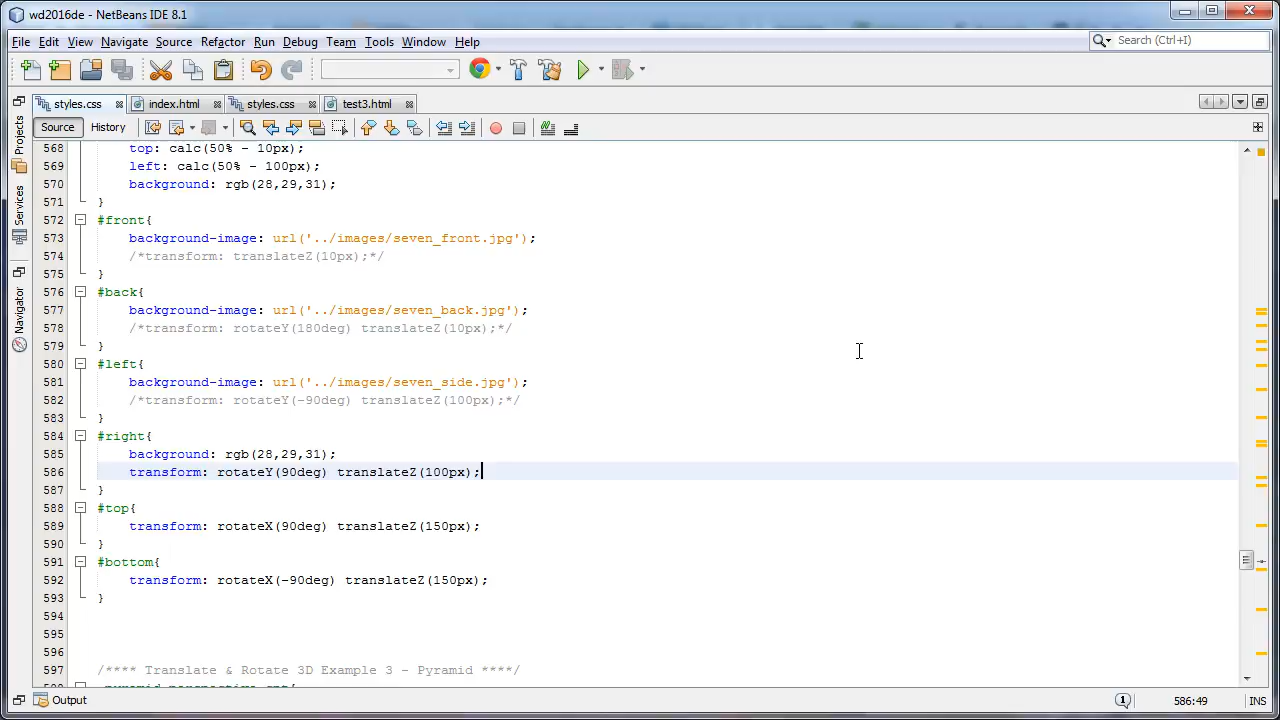 wd2016de - NetBeans IDE 8.1
File Edit View Navigate Source Refactor Run Debug Team Tools Window Help
Search (Ctrl+I)
styles.css index.html styles.css test3.html
Source History
Projects
Services
Navigator
568 top: calc(50% - 10px);
569 left: calc(50% - 100px);
570 background: rgb(28,29,31);
571 }
572 #front{
573 background-image: url('../images/seven_front.jpg');
574 /*transform: translateZ(10px);*/
575 }
576 #back{
577 background-image: url('../images/seven_back.jpg');
578 /*transform: rotateY(180deg) translateZ(10px);*/
579 }
580 #left{
581 background-image: url('../images/seven_side.jpg');
582 /*transform: rotateY(-90deg) translateZ(100px);*/
583 }
584 #right{
585 background: rgb(28,29,31);
586 transform: rotateY(90deg) translateZ(100px);
587 }
588 #top{
589 transform: rotateX(90deg) translateZ(150px);
590 }
591 #bottom{
592 transform: rotateX(-90deg) translateZ(150px);
593 }
594
595
596
597 /**** Translate & Rotate 3D Example 3 - Pyramid ****/
Output
586:49 INS